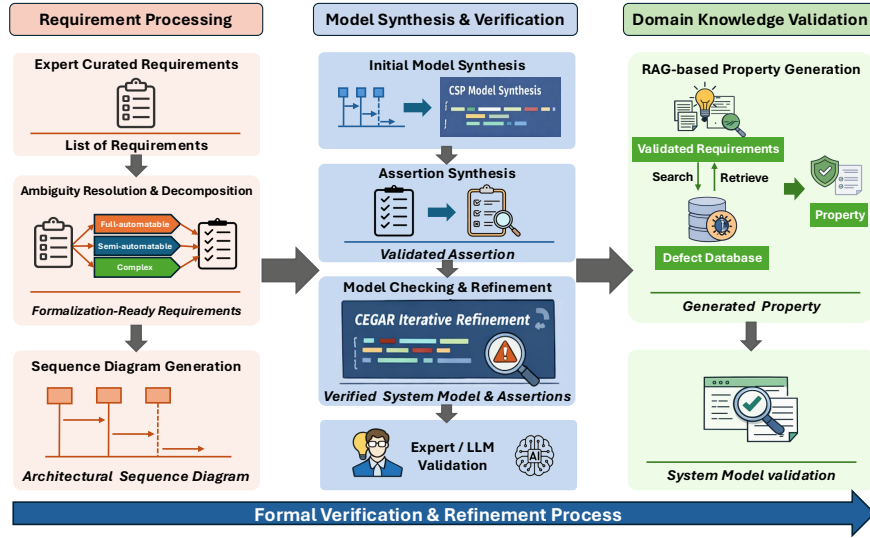 Requirement Processing
Expert Curated Requirements
List of Requirements
Ambiguity Resolution & Decomposition
Full-automatable
Semi-automatable
Complex
Formalization-Ready Requirements
Sequence Diagram Generation
Architectural Sequence Diagram
Model Synthesis & Verification
Initial Model Synthesis
CSP Model Synthesis
Assertion Synthesis
Validated Assertion
Model Checking & Refinement
CEGAR Iterative Refinement
Verified System Model & Assertions
Expert / LLM
Validation
AI
Domain Knowledge Validation
RAG-based Property Generation
Validated Requirements
Search
Retrieve
Property
Defect Database
Generated Property
System Model validation
Formal Verification & Refinement Process